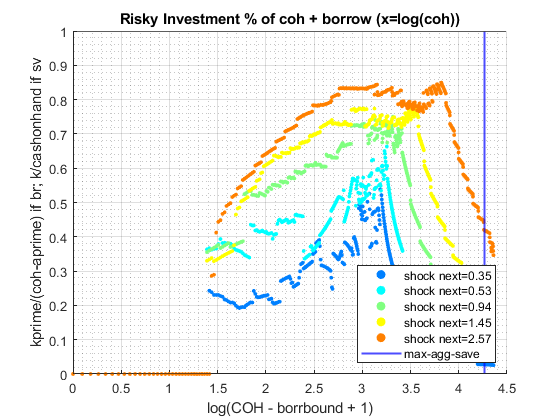 Risky Investment % of coh + borrow (x=log(coh))
kprime/(coh-aprime) if br; k/cashonhand if sv
1
0.9
0.8
0.7
0.6
0.5
0.4
0.3
0.2
0.1
0
shock next=0.35
shock next=0.53
shock next=0.94
shock next=1.45
shock next=2.57
max-agg-save
0 0.5 1 1.5 2 2.5 3 3.5 4 4.5
log(COH - borrbound + 1)